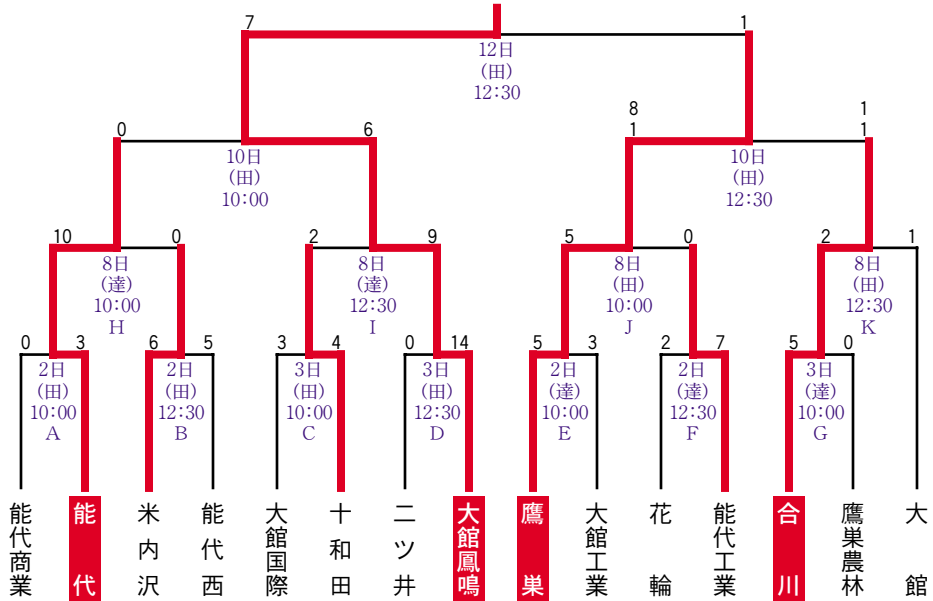 7 1
12日
(田)
12:30
8 1
0 6 1 1
10日 10日
(田) (田)
10:00 12:30
10 0 2 9 5 0 2 1
8日 8日 8日 8日
(達) (達) (田) (田)
10:00 12:30 10:00 12:30
H I J K
0 3 6 5 3 4 0 14 5 3 2 7 5 0
2日 2日 3日 3日 2日 2日 3日
(田) (田) (田) (田) (達) (達) (達)
10:00 12:30 10:00 12:30 10:00 12:30 10:00
A B C D E F G
能代商業
能代
米内沢
能代西
大館国際
十和田
二ツ井
大館鳳鳴
鷹巣
大館工業
花輪
能代工業
合川
鷹巣農林
大館